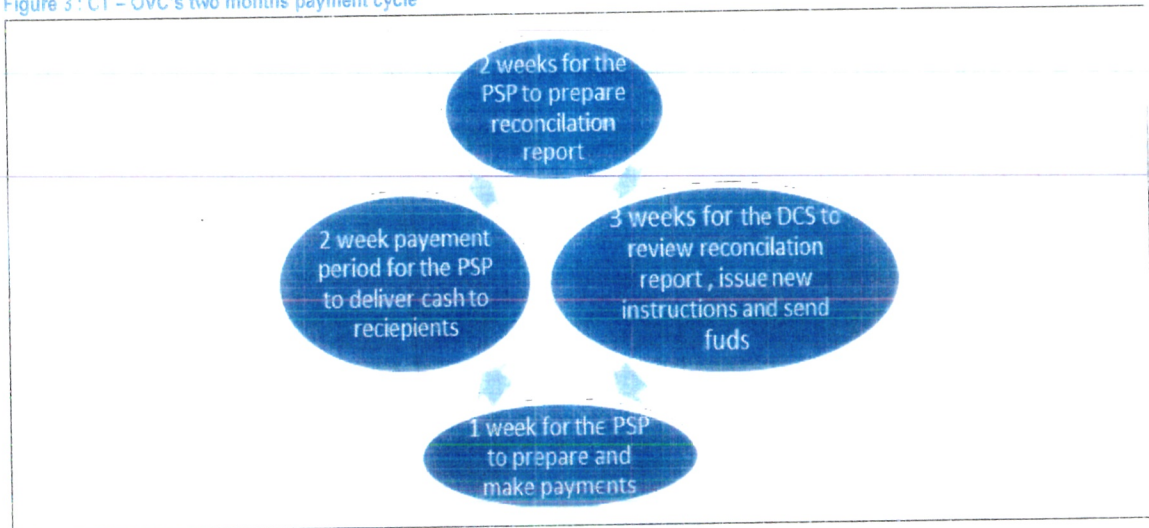 Figure 3 : CT – OVC's two months payment cycle
2 weeks for the
PSP to prepare
reconcilation
report
2 week payement
period for the PSP
to deliver cash to
reciepients
3 weeks for the DCS to
review reconcilation
report , issue new
instructions and send
fuds
1 week for the PSP
to prepare and
make payments